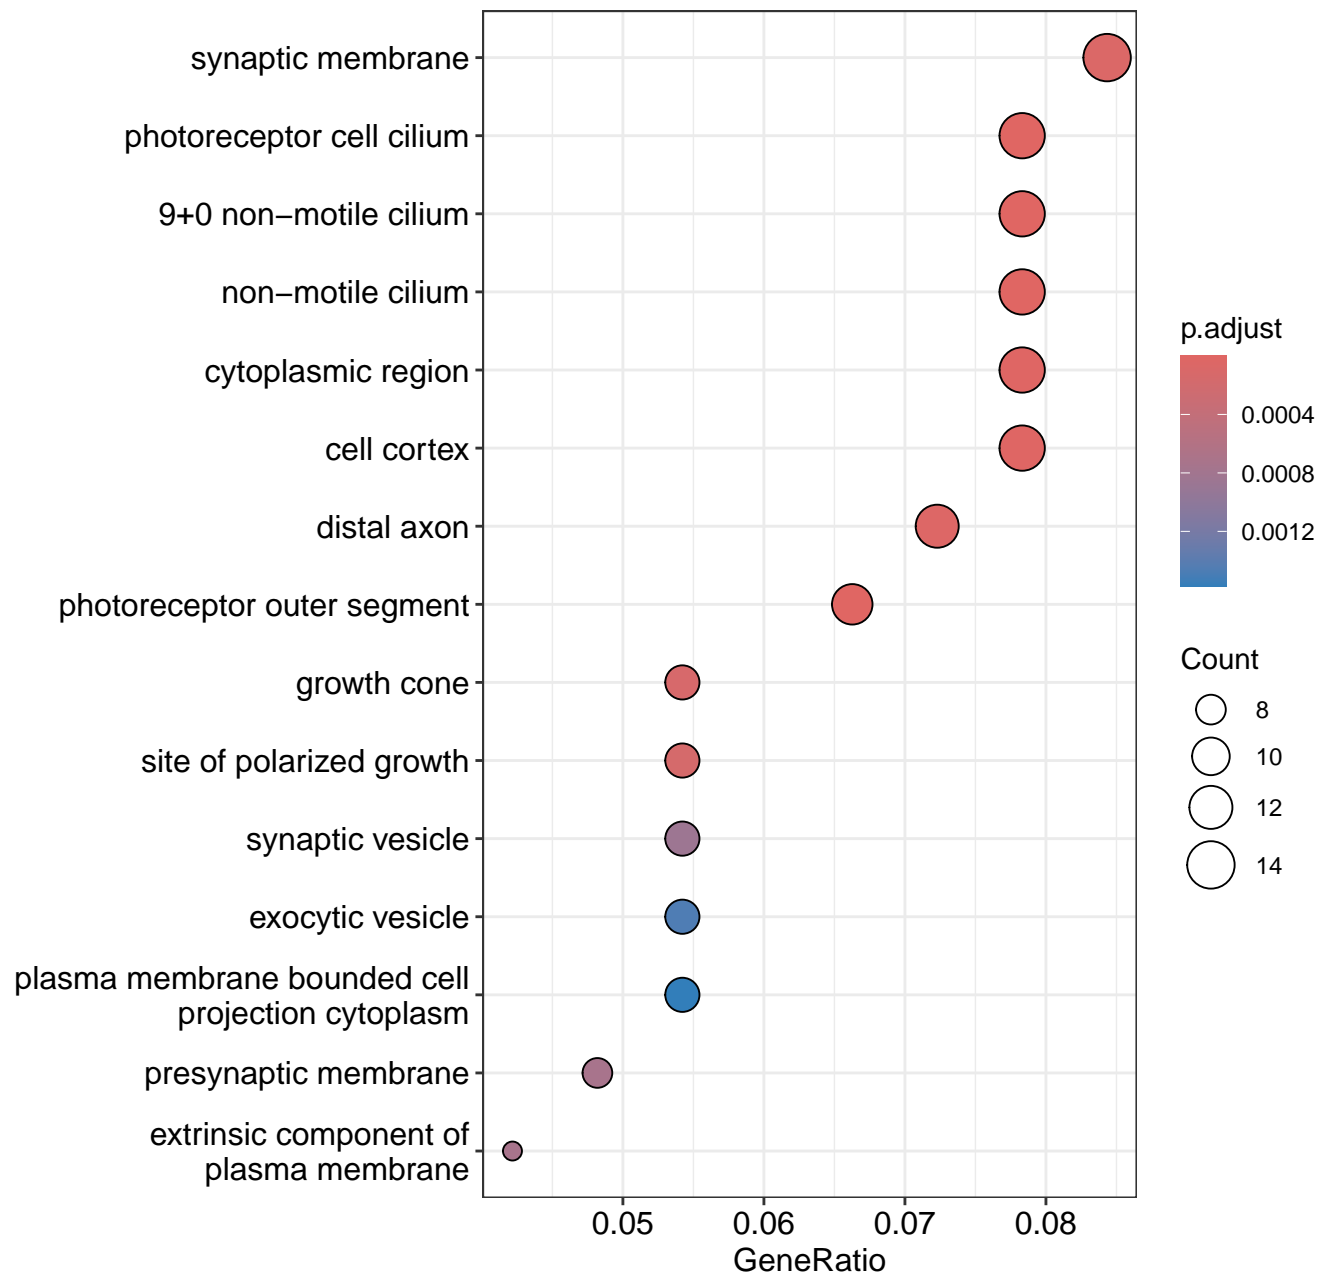 synaptic membrane
photoreceptor cell cilium
9+0 non−motile cilium
non−motile cilium
cytoplasmic region
cell cortex
distal axon
photoreceptor outer segment
growth cone
site of polarized growth
synaptic vesicle
exocytic vesicle
plasma membrane bounded cell
projection cytoplasm
presynaptic membrane
extrinsic component of
plasma membrane
0.05 0.06 0.07 0.08
GeneRatio
p.adjust
0.0004
0.0008
0.0012
Count
8
10
12
14